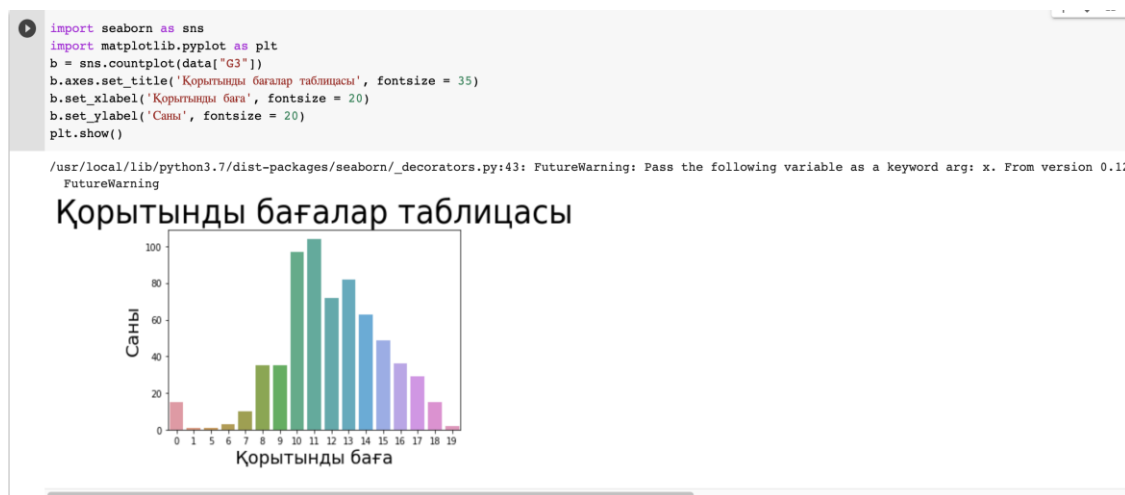 import seaborn as sns
import matplotlib.pyplot as plt
b = sns.countplot(data["G3"])
b.axes.set_title('Қорытынды бағалар таблицасы', fontsize = 35)
b.set_xlabel('Қорытынды баға', fontsize = 20)
b.set_ylabel('Саны', fontsize = 20)
plt.show()
/usr/local/lib/python3.7/dist-packages/seaborn/_decorators.py:43: FutureWarning: Pass the following variable as a keyword arg: x. From version 0.12
FutureWarning
Қорытынды бағалар таблицасы
100
80
60
40
20
0
Саны
0 1 5 6 7 8 9 10 11 12 13 14 15 16 17 18 19
Қорытынды баға